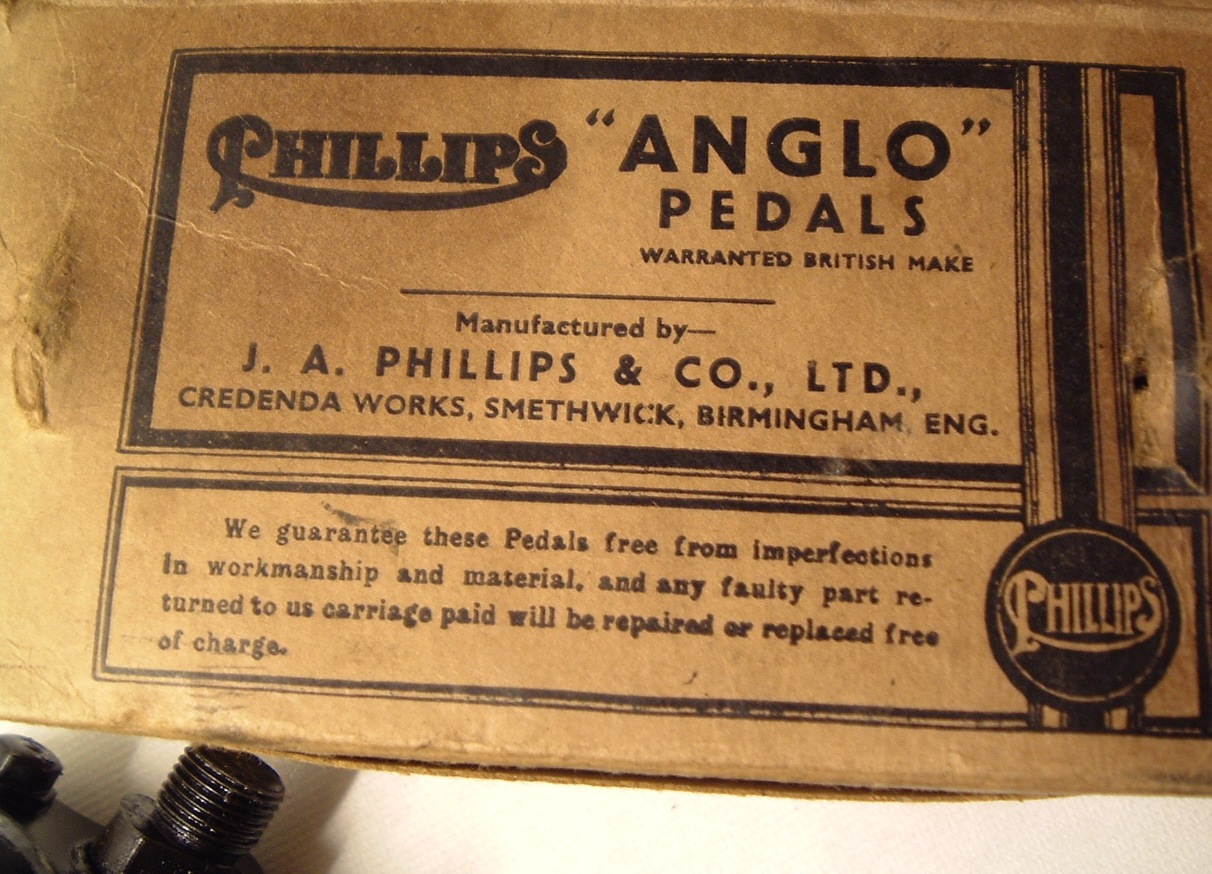 PHILLIPS "ANGLO"
PEDALS
WARRANTED BRITISH MAKE
Manufactured by—
J. A. PHILLIPS & CO., LTD.,
CREDENDA WORKS, SMETHWICK, BIRMINGHAM, ENG.
We guarantee these Pedals free from imperfections
in workmanship and material, and any faulty part re-
turned to us carriage paid will be repaired or replaced free
of charge.
PHILLIPS